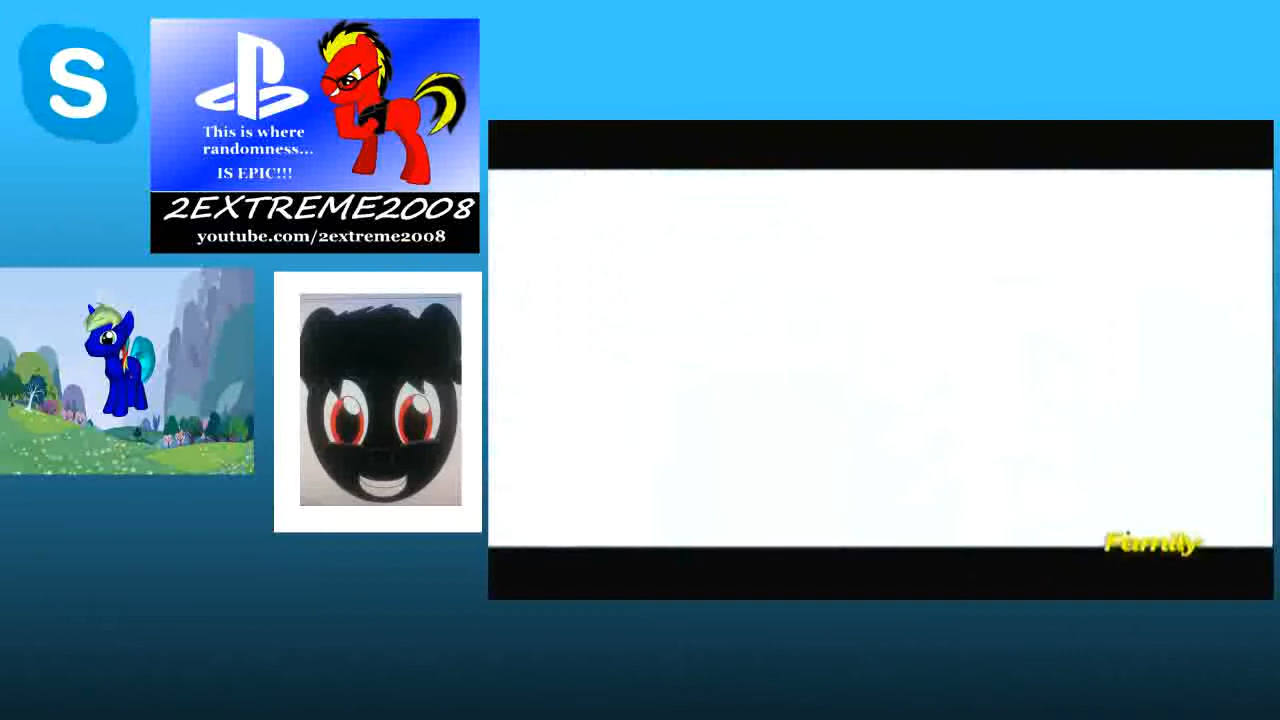 S
This is where
randomness...
IS EPIC!!!
2EXTREME2008
youtube.com/2extreme2008
Family